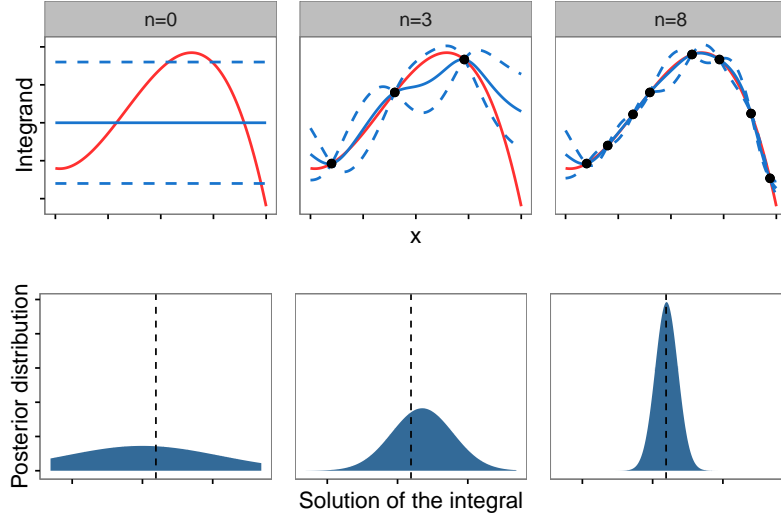 n=0
n=3
n=8
Integrand
x
Posterior distribution
Solution of the integral